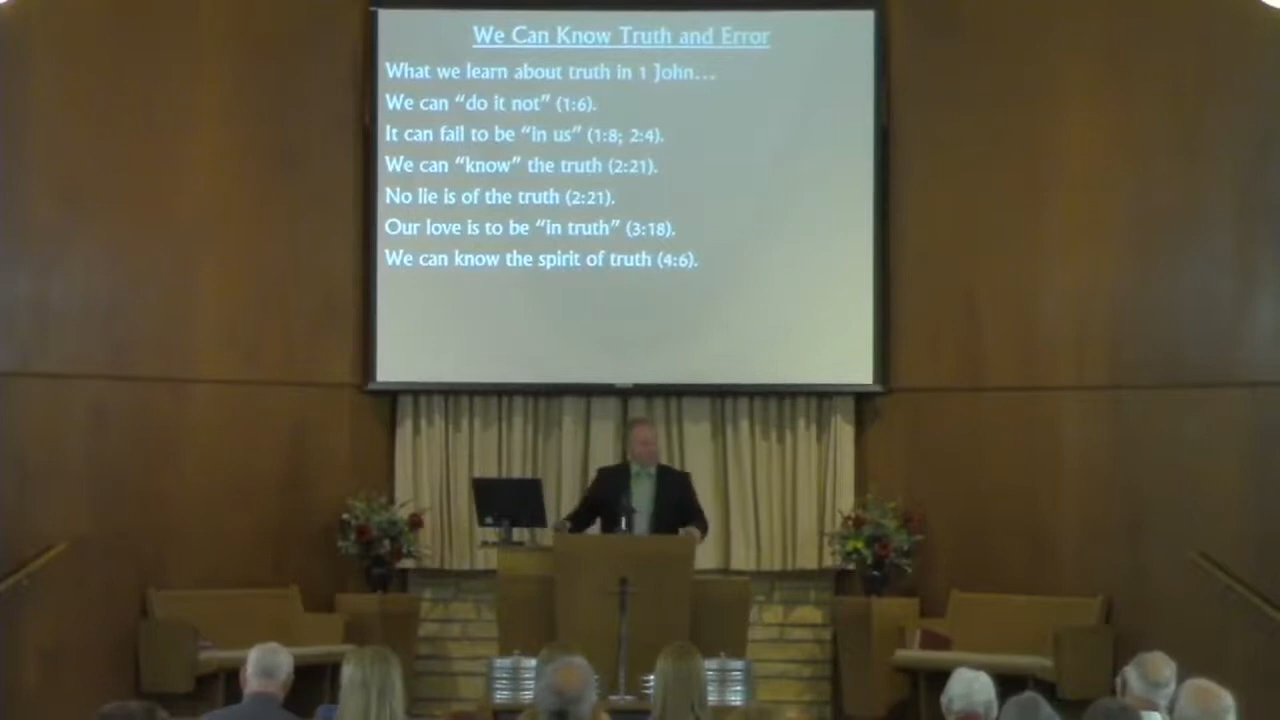 We Can Know Truth and Error
What we learn about truth in 1 John…
We can “do it not” (1:6).
It can fail to be “in us” (1:8; 2:4).
We can “know” the truth (2:21).
No lie is of the truth (2:21).
Our love is to be “in truth” (3:18).
We can know the spirit of truth (4:6).